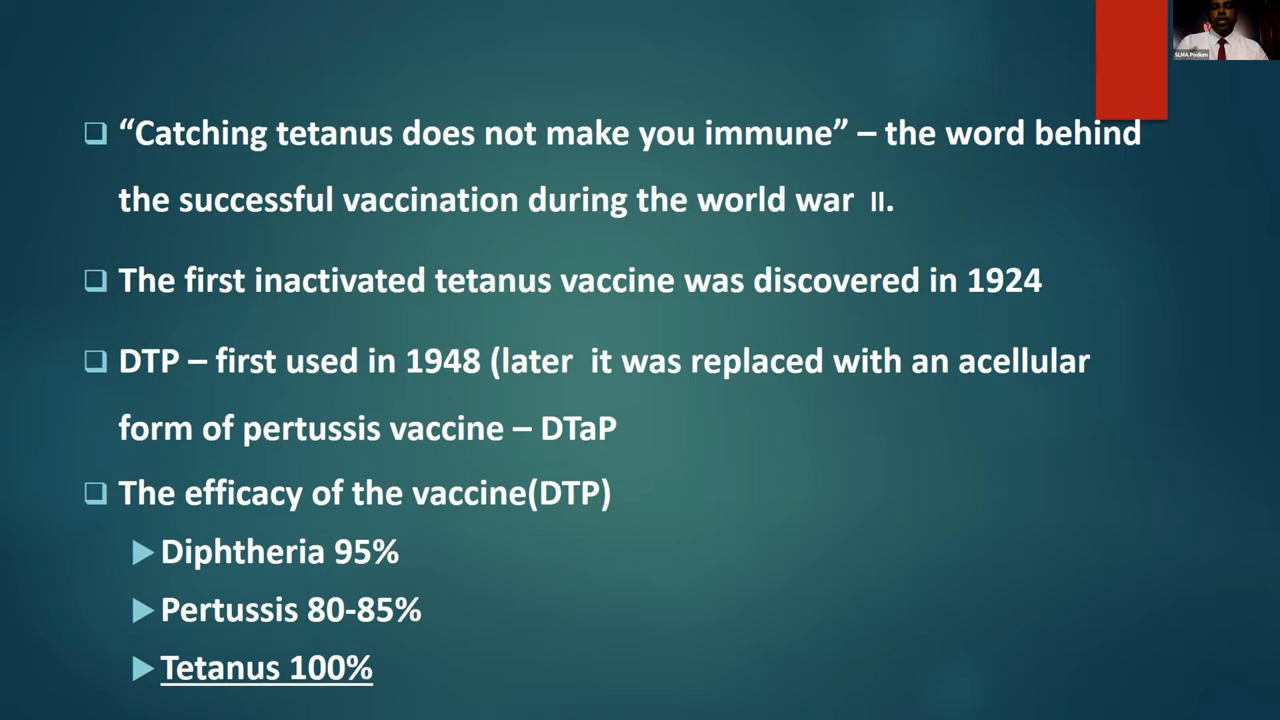 SLMA Podium
“Catching tetanus does not make you immune” – the word behind
the successful vaccination during the world war II.
The first inactivated tetanus vaccine was discovered in 1924
DTP – first used in 1948 (later it was replaced with an acellular
form of pertussis vaccine – DTaP
The efficacy of the vaccine(DTP)
Diphtheria 95%
Pertussis 80-85%
Tetanus 100%